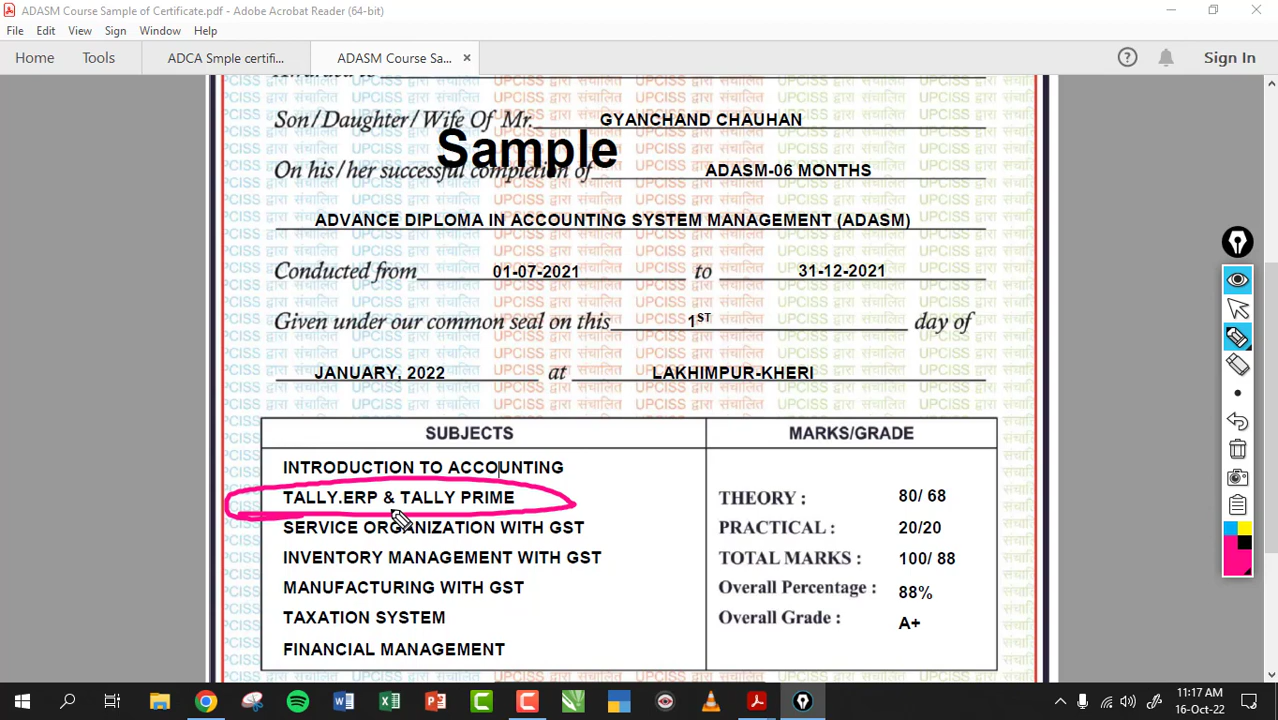 ADASM Course Sample of Certificate.pdf - Adobe Acrobat Reader (64-bit)
File Edit View Sign Window Help
Home Tools ADCA Smple certifi... ADASM Course Sa... × Sign In
Awarded to
Son/Daughter/Wife Of Mr. GYANCHAND CHAUHAN
Sample
On his/her successful completion of ADASM-06 MONTHS
ADVANCE DIPLOMA IN ACCOUNTING SYSTEM MANAGEMENT (ADASM)
Conducted from 01-07-2021 to 31-12-2021
Given under our common seal on this 1ST day of
JANUARY, 2022 at LAKHIMPUR-KHERI
SUBJECTS MARKS/GRADE
INTRODUCTION TO ACCOUNTING
TALLY.ERP & TALLY PRIME THEORY : 80/ 68
SERVICE ORGANIZATION WITH GST PRACTICAL : 20/20
INVENTORY MANAGEMENT WITH GST TOTAL MARKS : 100/ 88
MANUFACTURING WITH GST Overall Percentage : 88%
TAXATION SYSTEM Overall Grade : A+
FINANCIAL MANAGEMENT
UPCISS द्वारा संचालित
11:17 AM
16-Oct-22